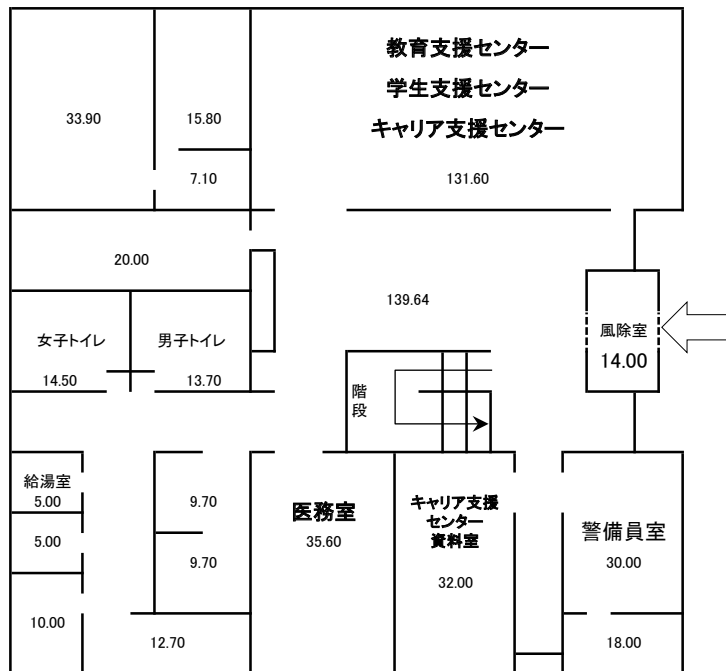 教育支援センター
学生支援センター
キャリア支援センター
33.90
15.80
7.10
131.60
20.00
139.64
女子トイレ
男子トイレ
風除室
14.00
14.50
13.70
階
段
給湯室
5.00
9.70
医務室
35.60
キャリア支援
センター
資料室
32.00
警備員室
30.00
5.00
9.70
10.00
12.70
18.00